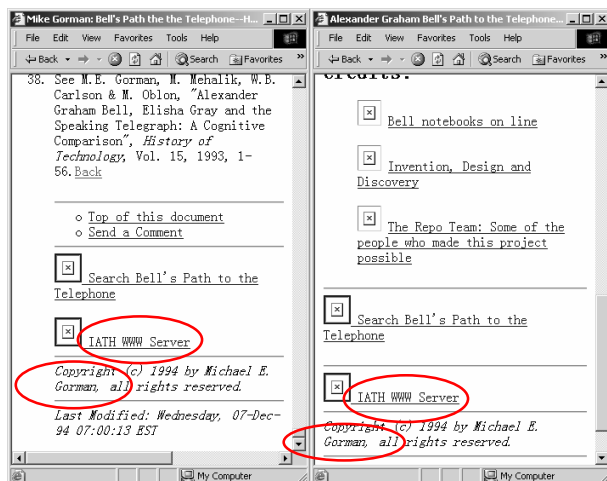 Mike Gorman: Bell's Path the the Telephone--H...
File Edit View Favorites Tools Help
Back Search Favorites »
38. See M.E. Gorman, M. Mehalik, W.B.
Carlson & M. Oblon, "Alexander
Graham Bell, Elisha Gray and the
Speaking Telegraph: A Cognitive
Comparison", History of
Technology, Vol. 15, 1993, 1-
56. Back
Top of this document
Send a Comment
Search Bell's Path to the
Telephone
IATH WWW Server
Copyright (c) 1994 by Michael E.
Gorman, all rights reserved.
Last Modified: Wednesday, 07-Dec-
94 07:00:13 EST
My Computer
Alexander Graham Bell's Path to the Telephone...
File Edit View Favorites Tools Help
Back Search Favorites »
Credits:
Bell notebooks on line
Invention, Design and
Discovery
The Repo Team: Some of the
people who made this project
possible
Search Bell's Path to the
Telephone
IATH WWW Server
Copyright (c) 1994 by Michael E.
Gorman, all rights reserved.
My Computer